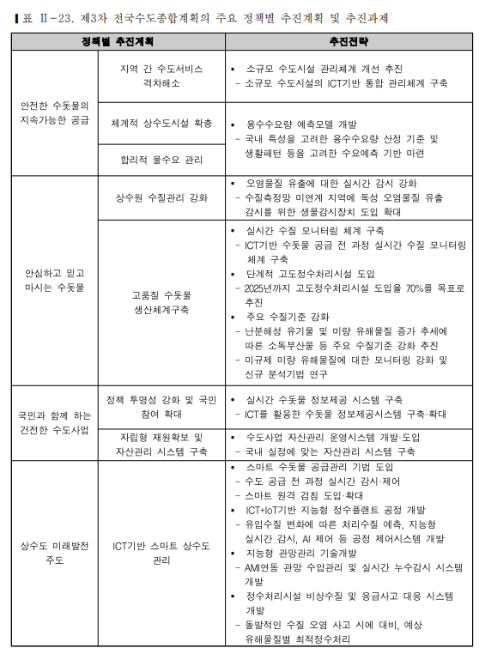 ▎표 Ⅱ-23. 제3차 전국수도종합계획의 주요 정책별 추진계획 및 추진과제
정책별 추진계획
추진전략
안전한 수돗물의
지속가능한 공급
지역 간 수도서비스
격차해소
• 소규모 수도시설 관리체계 개선 추진
- 소규모 수도시설의 ICT기반 통합 관리체계 구축
체계적 상수도시설 확충
합리적 물수요 관리
• 용수수요량 예측모델 개발
- 국내 특성을 고려한 용수수요량 산정 기준 및
생활패턴 등을 고려한 수요예측 기반 마련
안심하고 믿고
마시는 수돗물
상수원 수질관리 강화
• 오염물질 유출에 대한 실시간 감시 강화
- 수질측정망 미연계 지역에 독성 오염물질 유출
감시를 위한 생물감시장치 도입 확대
고품질 수돗물
생산체계구축
• 실시간 수질 모니터링 체계 구축
- ICT기반 수돗물 공급 전 과정 실시간 수질 모니터링
체계 구축
• 단계적 고도정수처리시설 도입
- 2025년까지 고도정수처리시설 도입율 70%를 목표로
추진
• 주요 수질기준 강화
- 난분해성 유기물 및 미량 유해물질 증가 추세에
따른 소독부산물 등 주요 수질기준 강화 추진
- 미규제 미량 유해물질에 대한 모니터링 강화 및
신규 분석기법 연구
국민과 함께 하는
건전한 수도사업
정책 투명성 강화 및 국민
참여 확대
• 실시간 수돗물 정보제공 시스템 구축
- ICT를 활용한 수돗물 정보제공시스템 구축·확대
자립형 재원확보 및
자산관리 시스템 구축
• 수도사업 자산관리 운영시스템 개발·도입
- 국내 실정에 맞는 자산관리 시스템 구축
상수도 미래발전
주도
ICT기반 스마트 상수도
관리
• 스마트 수돗물 공급관리 기법 도입
- 수도 공급 전 과정 실시간 감시·제어
- 스마트 원격 검침 도입·확대
• ICT+IoT기반 지능형 정수플랜트 공정 개발
- 유입수질 변화에 따른 처리수질 예측, 지능형
실시간 감시, AI 제어 등 공정 제어시스템 개발
• 지능형 관망관리 기술개발
- AMI연동 관망 수압관리 및 실시간 누수감시 시스템
개발
• 정수처리시설 비상수질 및 응급사고 대응 시스템
개발
- 돌발적인 수질 오염 사고 시에 대비, 예상
유해물질별 최적정수처리